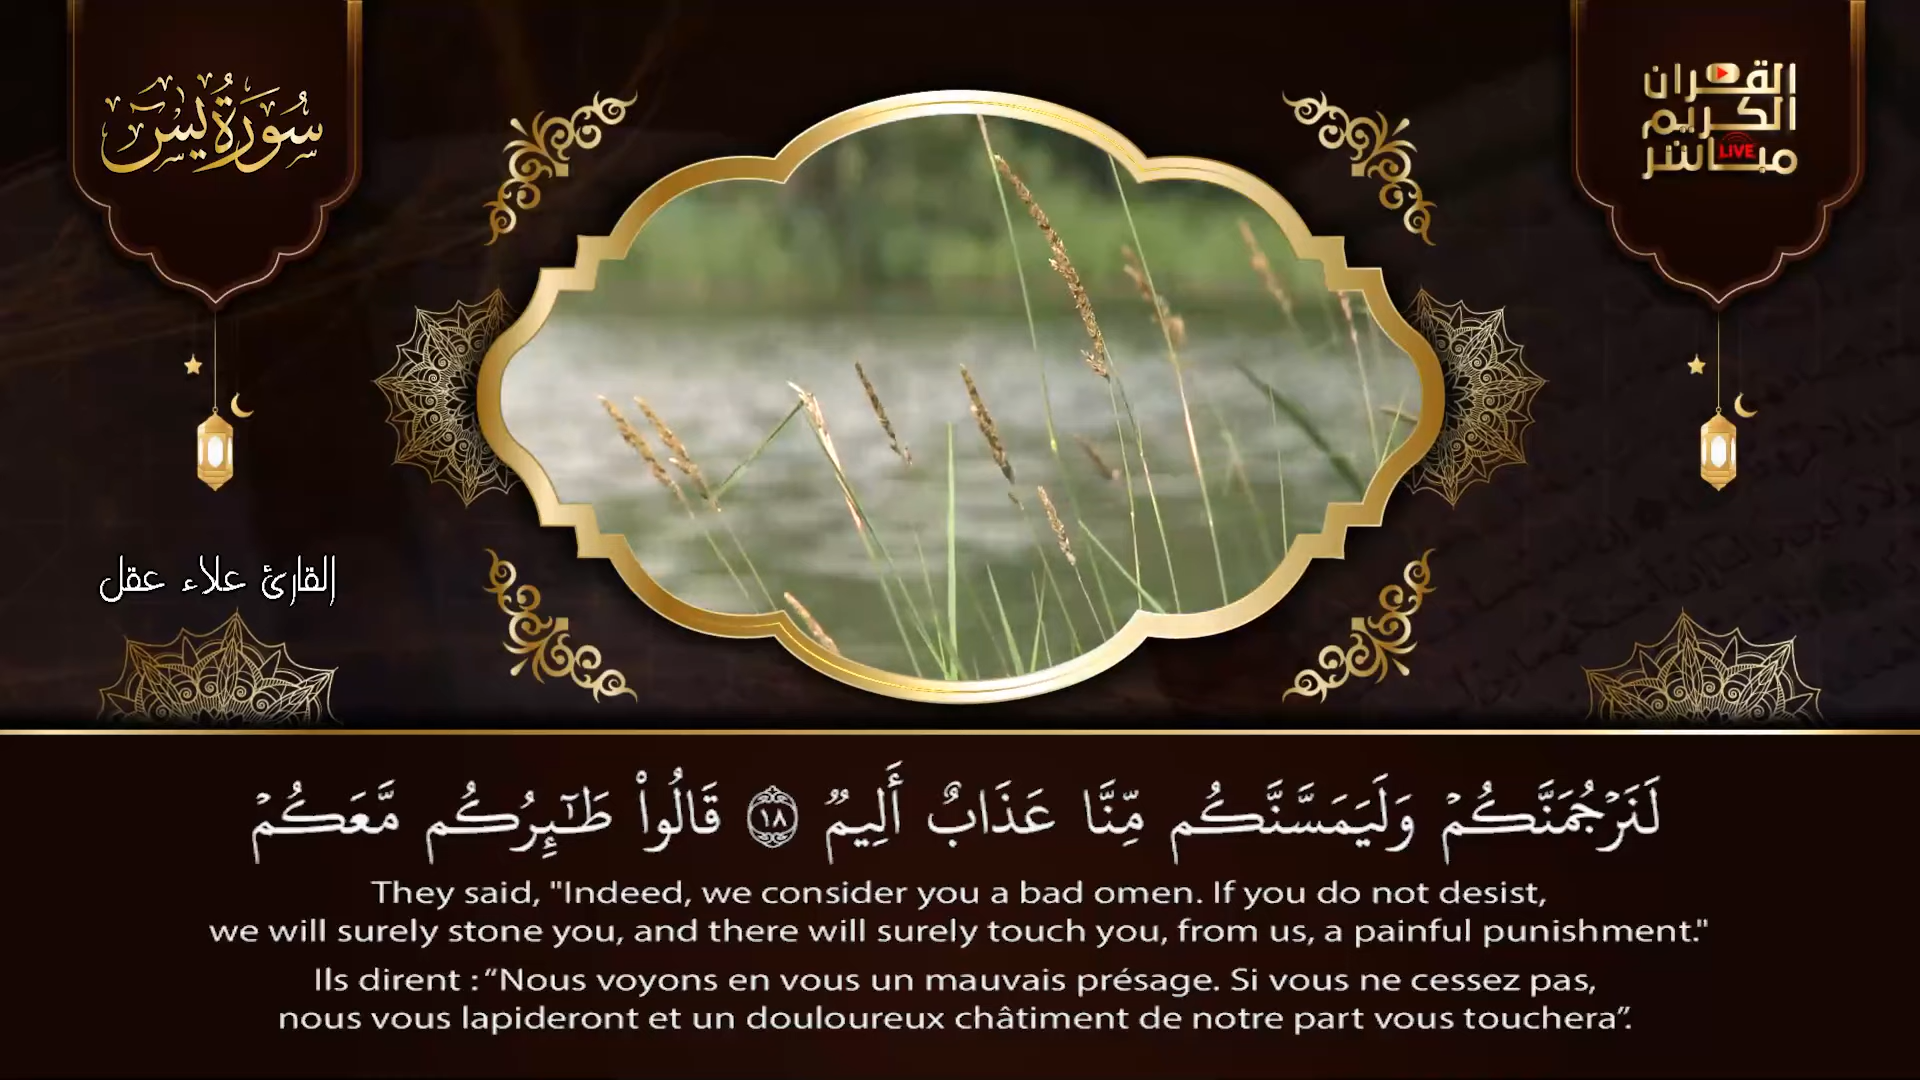 سُورَةُ يس
القرآن
الكريم
مباشر
LIVE
القارئ علاء عقل
لَنَرْجُمَنَّكُمْ وَلَيَمَسَّنَّكُم مِّنَّا عَذَابٌ أَلِيمٌ ١٨ قَالُوا۟ طَـٰٓئِرُكُم مَّعَكُمْ
They said, "Indeed, we consider you a bad omen. If you do not desist,
we will surely stone you, and there will surely touch you, from us, a painful punishment."
Ils dirent : “Nous voyons en vous un mauvais présage. Si vous ne cessez pas,
nous vous lapideront et un douloureux châtiment de notre part vous touchera”.